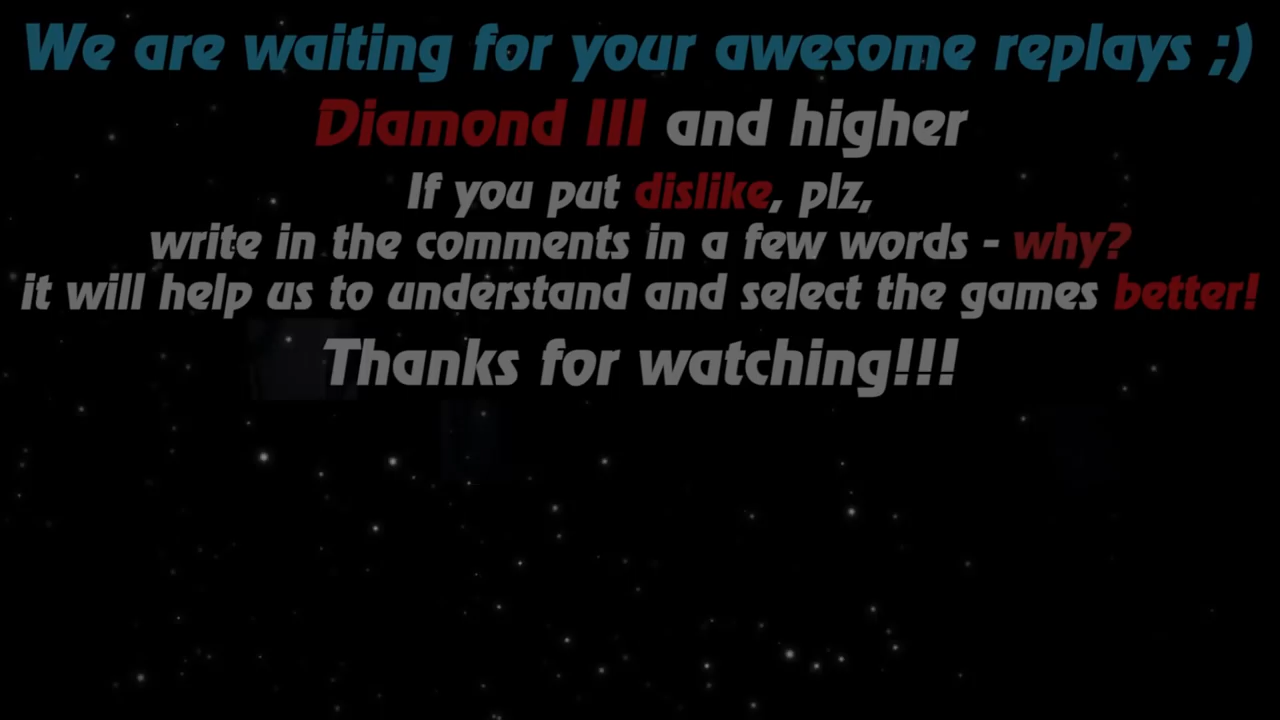 We are waiting for your awesome replays ;)
Diamond III and higher
If you put dislike, plz,
write in the comments in a few words - why?
it will help us to understand and select the games better!
Thanks for watching!!!